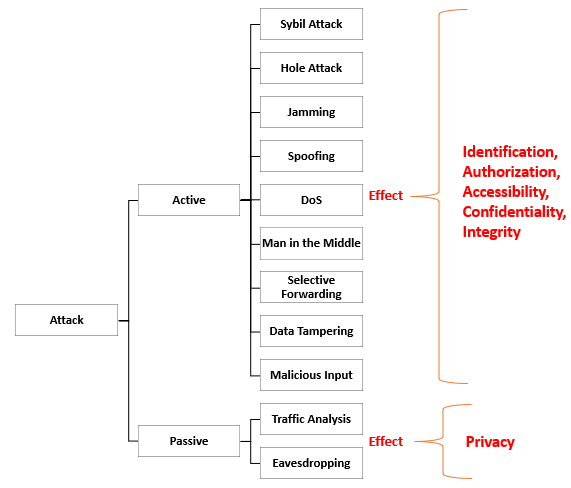 Sybil Attack
Hole Attack
Jamming
Spoofing
Active
DoS
Effect
Identification,
Authorization,
Accessibility,
Confidentiality,
Integrity
Man in the Middle
Selective
Forwarding
Attack
Data Tampering
Malicious Input
Traffic Analysis
Passive
Effect
Privacy
Eavesdropping